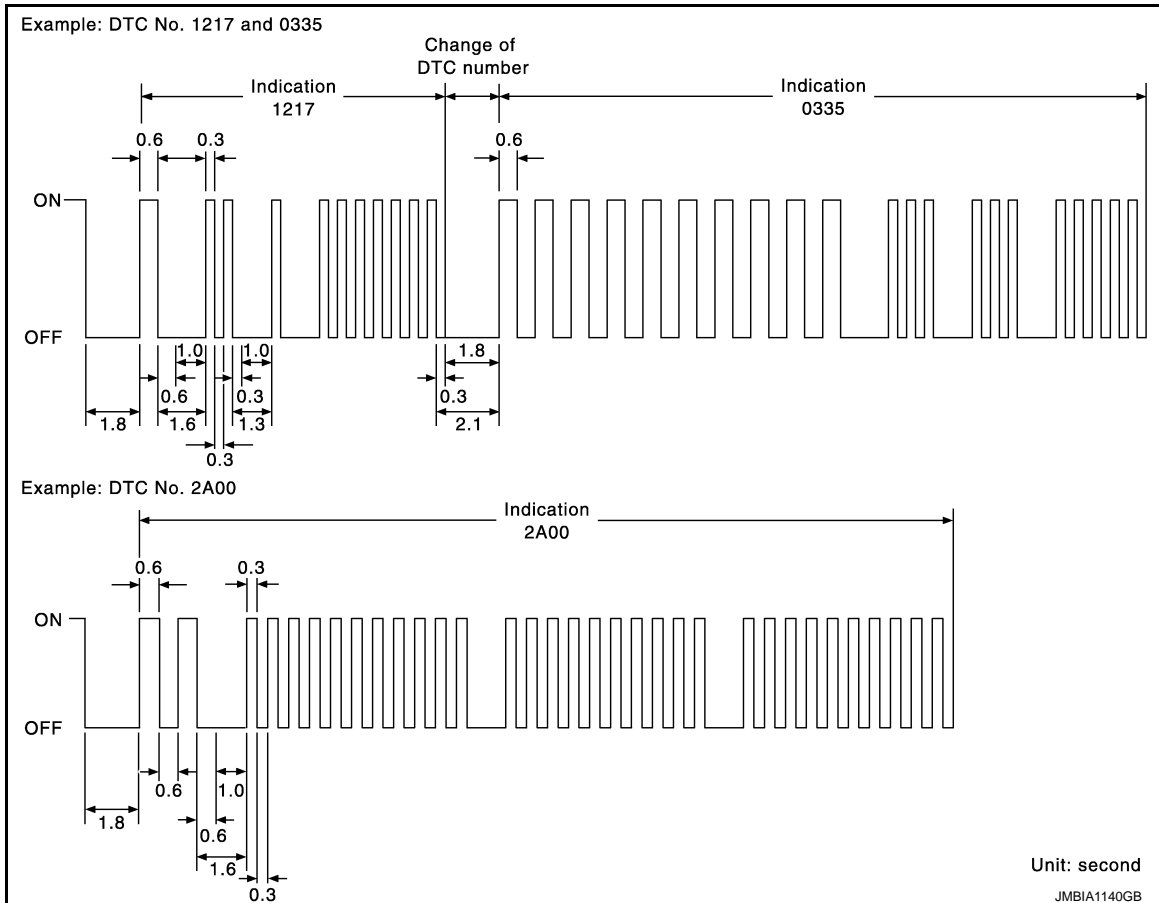 Example: DTC No. 1217 and 0335
Change of
DTC number
Indication
1217
Indication
0335
0.6
0.3
0.6
ON
OFF
1.0
1.0
1.8
0.6
0.3
0.3
1.8
1.6
1.3
2.1
0.3
Example: DTC No. 2A00
Indication
2A00
0.6
0.3
ON
OFF
0.6
1.0
1.8
0.6
1.6
0.3
Unit: second
JMBIA1140GB